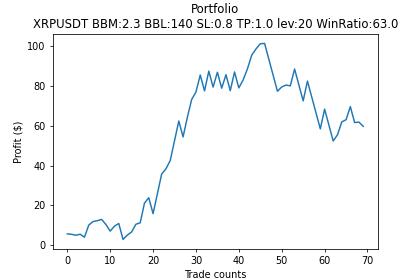 Portfolio
XRPUSDT BBM:2.3 BBL:140 SL:0.8 TP:1.0 lev:20 WinRatio:63.0
100
80
60
40
20
0
Profit ($)
0 10 20 30 40 50 60 70
Trade counts